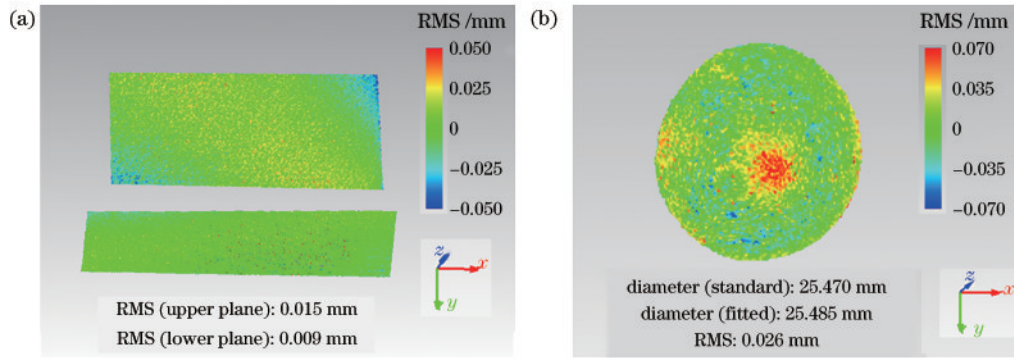 (a)
RMS /mm
0.050
0.025
0
−0.025
−0.050
z
x
y
RMS (upper plane): 0.015 mm
RMS (lower plane): 0.009 mm
(b)
RMS /mm
0.070
0.035
0
−0.035
−0.070
z
x
y
diameter (standard): 25.470 mm
diameter (fitted): 25.485 mm
RMS: 0.026 mm